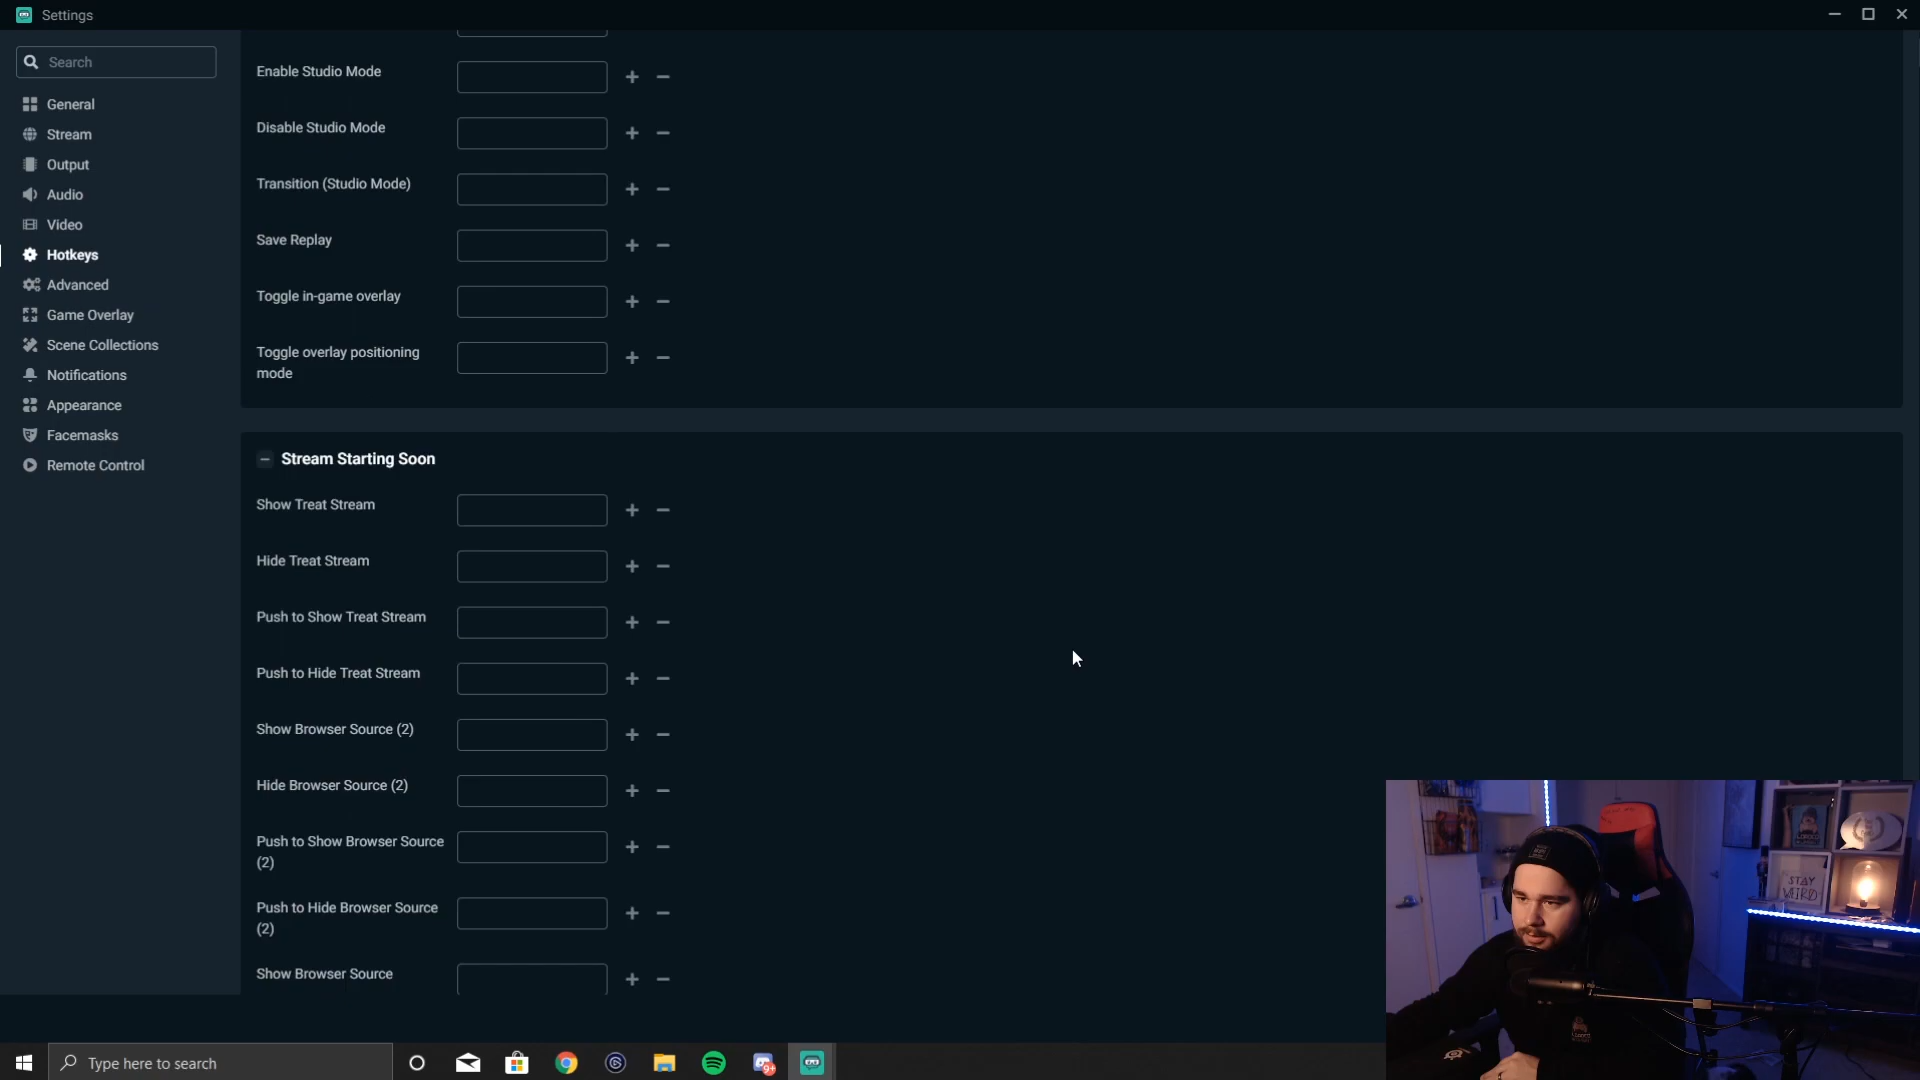 Settings
Search
General
Stream
Output
Audio
Video
Hotkeys
Advanced
Game Overlay
Scene Collections
Notifications
Appearance
Facemasks
Remote Control
Enable Studio Mode
Disable Studio Mode
Transition (Studio Mode)
Save Replay
Toggle in-game overlay
Toggle overlay positioning
mode
Stream Starting Soon
Show Treat Stream
Hide Treat Stream
Push to Show Treat Stream
Push to Hide Treat Stream
Show Browser Source (2)
Hide Browser Source (2)
Push to Show Browser Source
(2)
Push to Hide Browser Source
(2)
Show Browser Source
STAY
WEIRD
Type here to search
9+